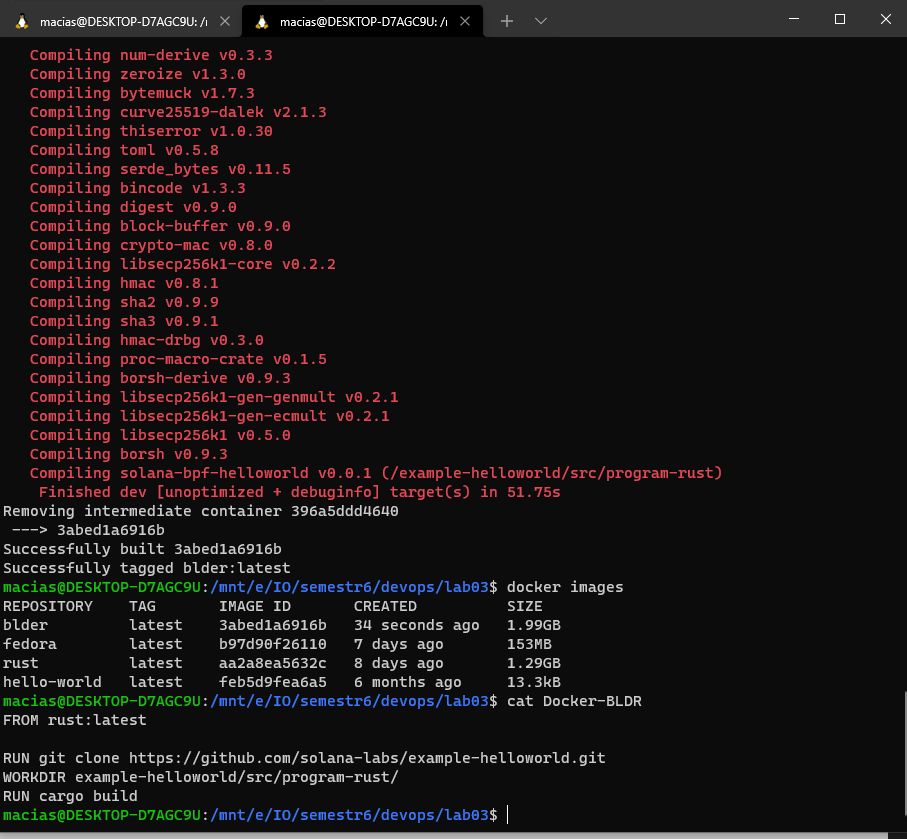 macias@DESKTOP-D7AGC9U: /r
macias@DESKTOP-D7AGC9U: /r
Compiling num-derive v0.3.3
Compiling zeroize v1.3.0
Compiling bytemuck v1.7.3
Compiling curve25519-dalek v2.1.3
Compiling thiserror v1.0.30
Compiling toml v0.5.8
Compiling serde_bytes v0.11.5
Compiling bincode v1.3.3
Compiling digest v0.9.0
Compiling block-buffer v0.9.0
Compiling crypto-mac v0.8.0
Compiling libsecp256k1-core v0.2.2
Compiling hmac v0.8.1
Compiling sha2 v0.9.9
Compiling sha3 v0.9.1
Compiling hmac-drbg v0.3.0
Compiling proc-macro-crate v0.1.5
Compiling borsh-derive v0.9.3
Compiling libsecp256k1-gen-genmult v0.2.1
Compiling libsecp256k1-gen-ecmult v0.2.1
Compiling libsecp256k1 v0.5.0
Compiling borsh v0.9.3
Compiling solana-bpf-helloworld v0.0.1 (/example-helloworld/src/program-rust)
Finished dev [unoptimized + debuginfo] target(s) in 51.75s
Removing intermediate container 396a5ddd4640
---> 3abed1a6916b
Successfully built 3abed1a6916b
Successfully tagged blder:latest
macias@DESKTOP-D7AGC9U:/mnt/e/IO/semestr6/devops/lab03$ docker images
REPOSITORY TAG IMAGE ID CREATED SIZE
blder latest 3abed1a6916b 34 seconds ago 1.99GB
fedora latest b97d90f26110 7 days ago 153MB
rust latest aa2a8ea5632c 8 days ago 1.29GB
hello-world latest feb5d9fea6a5 6 months ago 13.3kB
macias@DESKTOP-D7AGC9U:/mnt/e/IO/semestr6/devops/lab03$ cat Docker-BLDR
FROM rust:latest
RUN git clone https://github.com/solana-labs/example-helloworld.git
WORKDIR example-helloworld/src/program-rust/
RUN cargo build
macias@DESKTOP-D7AGC9U:/mnt/e/IO/semestr6/devops/lab03$